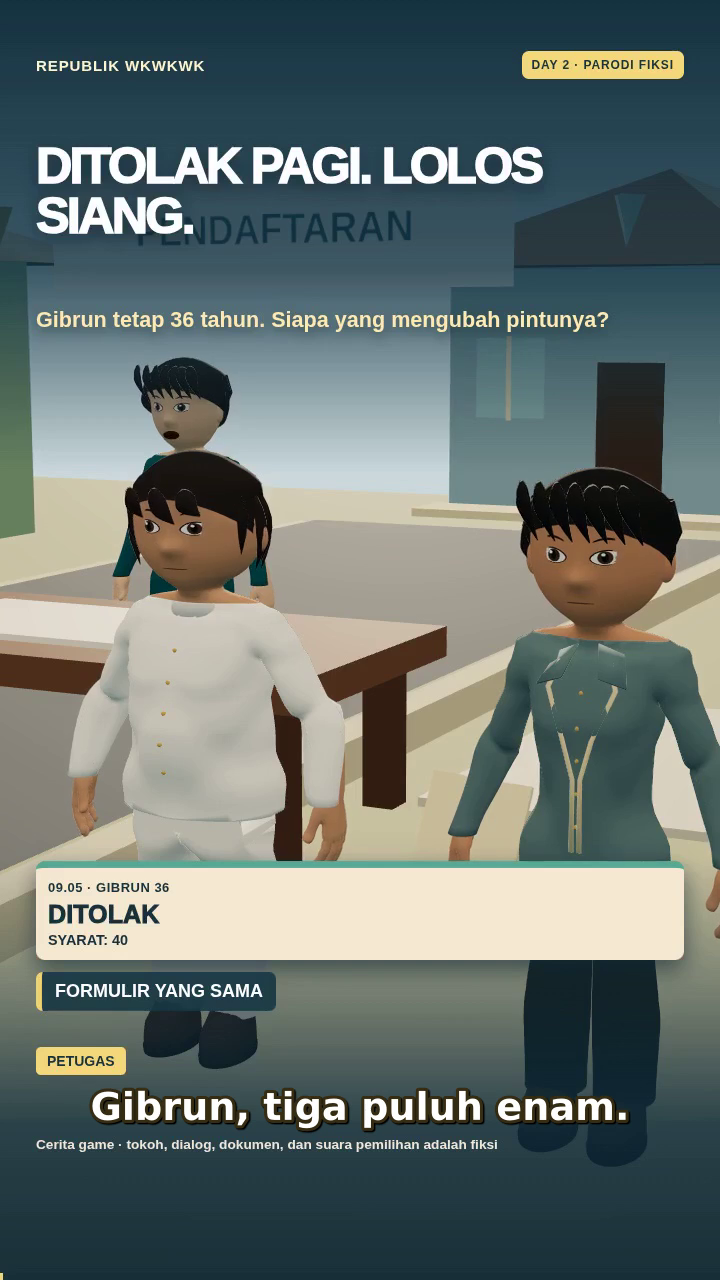 REPUBLIK WKWKWK
DAY 2 · PARODI FIKSI
DITOLAK PAGI. LOLOS
SIANG.
PENDAFTARAN
Gibrun tetap 36 tahun. Siapa yang mengubah pintunya?
09.05 · GIBRUN 36
DITOLAK
SYARAT: 40
FORMULIR YANG SAMA
PETUGAS
Gibrun, tiga puluh enam.
Cerita game · tokoh, dialog, dokumen, dan suara pemilihan adalah fiksi